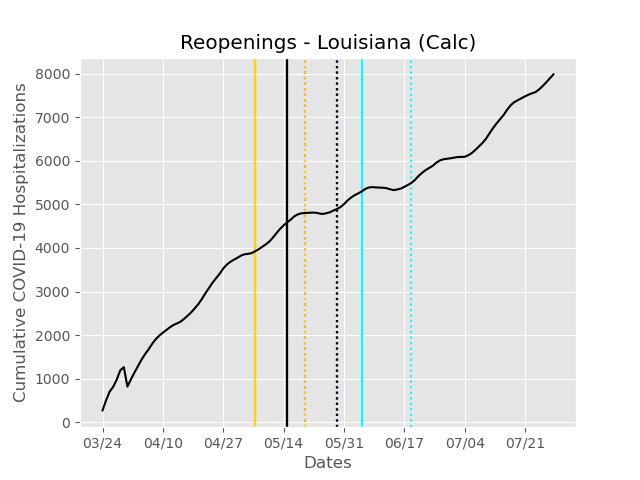 Reopenings - Louisiana (Calc)
Cumulative COVID-19 Hospitalizations
8000
7000
6000
5000
4000
3000
2000
1000
0
03/24 04/10 04/27 05/14 05/31 06/17 07/04 07/21
Dates